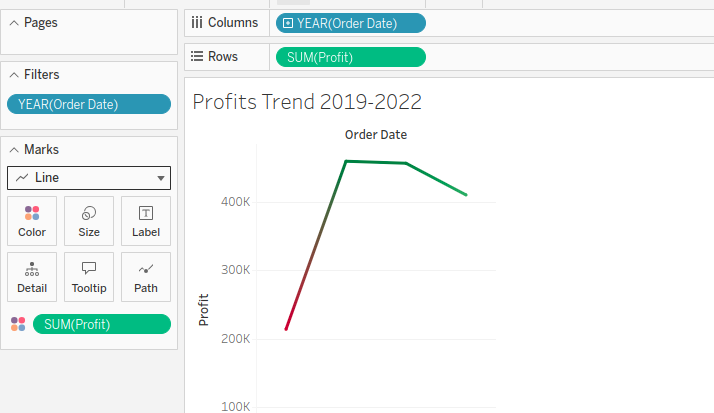 Pages
Filters
YEAR(Order Date)
Marks
Line
Color
Size
Label
Detail
Tooltip
Path
SUM(Profit)
Columns
YEAR(Order Date)
Rows
SUM(Profit)
Profits Trend 2019-2022
Order Date
400K
300K
200K
100K
Profit